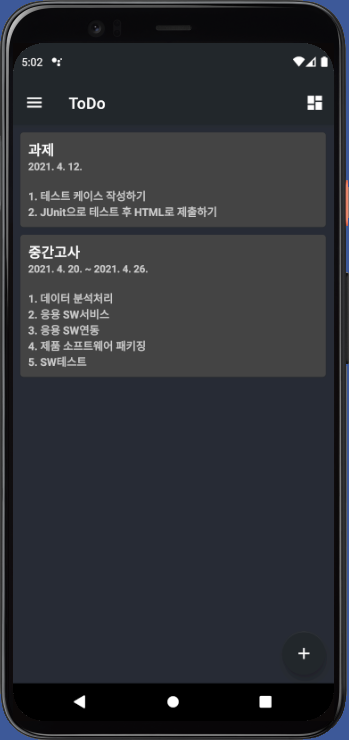 5:02
ToDo
과제
2021. 4. 12.
1. 테스트 케이스 작성하기
2. JUnit으로 테스트 후 HTML로 제출하기
중간고사
2021. 4. 20. ~ 2021. 4. 26.
1. 데이터 분석처리
2. 응용 SW서비스
3. 응용 SW연동
4. 제품 소프트웨어 패키징
5. SW테스트